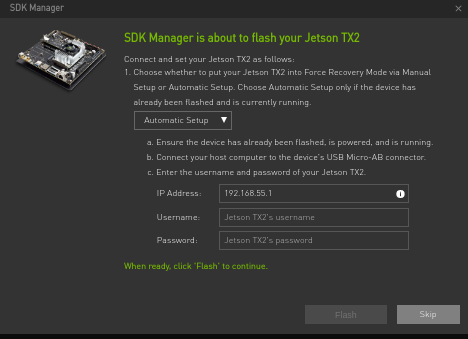 SDK Manager
SDK Manager is about to flash your Jetson TX2
Connect and set your Jetson TX2 as follows:
1. Choose whether to put your Jetson TX2 into Force Recovery Mode via Manual
Setup or Automatic Setup. Choose Automatic Setup only if the device has
already been flashed and is currently running.
Automatic Setup
a. Ensure the device has already been flashed, is powered, and is running.
b. Connect your host computer to the device's USB Micro-AB connector.
c. Enter the username and password of your Jetson TX2.
IP Address: 192.168.55.1
Username: Jetson TX2's username
Password: Jetson TX2's password
When ready, click 'Flash' to continue.
Flash Skip